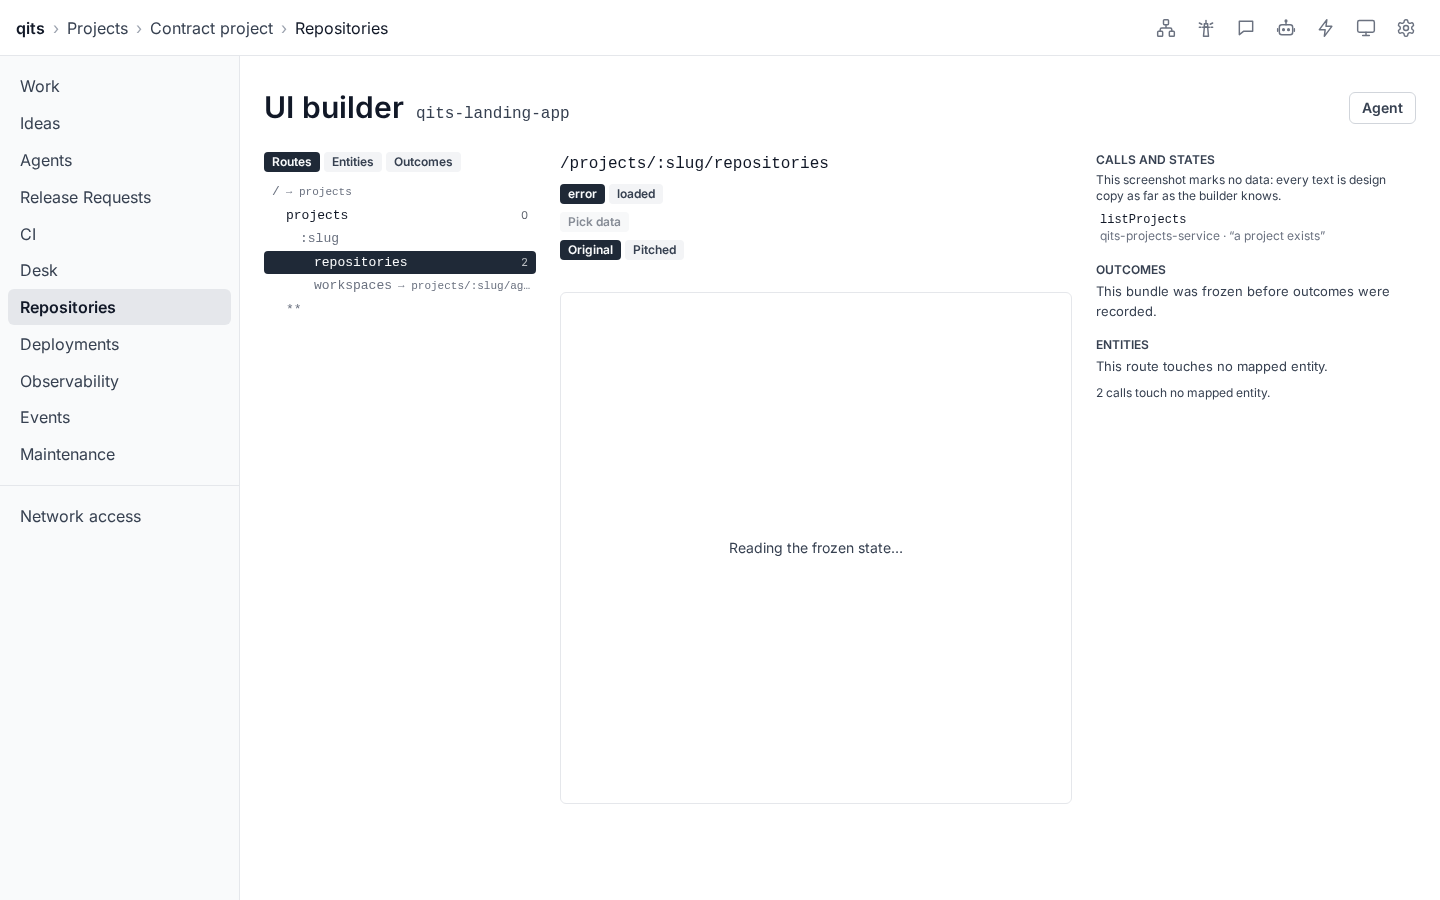 qits › Projects › Contract project › Repositories
Work
Ideas
Agents
Release Requests
CI
Desk
Repositories
Deployments
Observability
Events
Maintenance
Network access
UI builder qits-landing-app
Agent
Routes Entities Outcomes
/ → projects
projects 0
:slug
repositories 2
workspaces → projects/:slug/ag…
**
/projects/:slug/repositories
error loaded
Pick data
Original Pitched
Reading the frozen state…
CALLS AND STATES
This screenshot marks no data: every text is design
copy as far as the builder knows.
listProjects
qits-projects-service · “a project exists”
OUTCOMES
This bundle was frozen before outcomes were
recorded.
ENTITIES
This route touches no mapped entity.
2 calls touch no mapped entity.